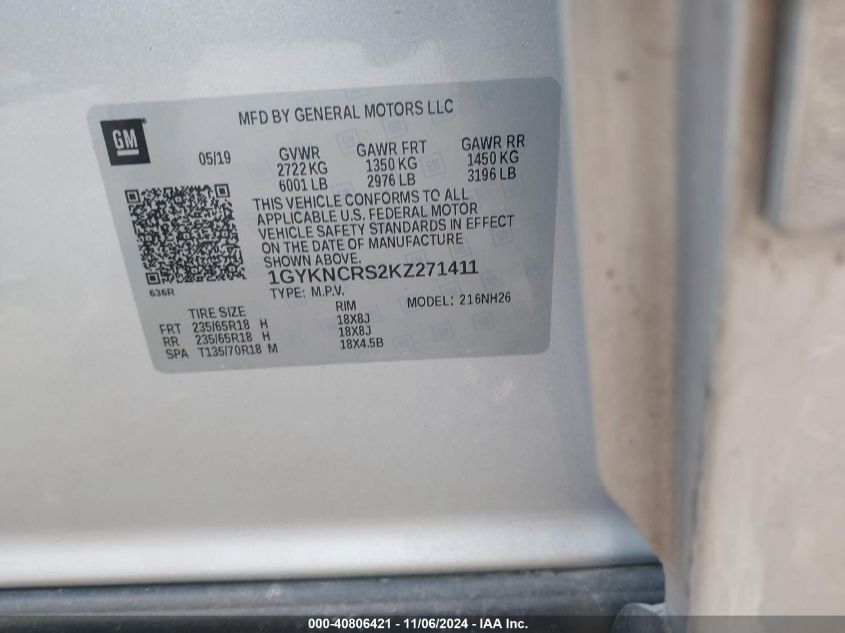 MFD BY GENERAL MOTORS LLC
GM
05/19 GVWR GAWR FRT GAWR RR
2722 KG 1350 KG 1450 KG
6001 LB 2976 LB 3196 LB
THIS VEHICLE CONFORMS TO ALL
APPLICABLE U.S. FEDERAL MOTOR
VEHICLE SAFETY STANDARDS IN EFFECT
ON THE DATE OF MANUFACTURE
SHOWN ABOVE.
1GYKNCRS2KZ271411
636R
TYPE: M.P.V. MODEL: 216NH26
TIRE SIZE RIM
FRT 235/65R18 H 18X8J
RR 235/65R18 H 18X8J
SPA T135/70R18 M 18X4.5B
000-40806421 - 11/06/2024 - IAA Inc.